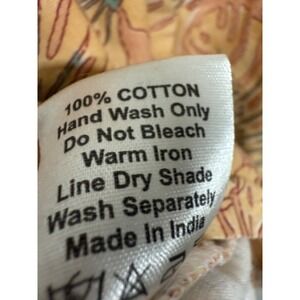 100% COTTON
Hand Wash Only
Do Not Bleach
Warm Iron
Line Dry Shade
Wash Separately
Made In India